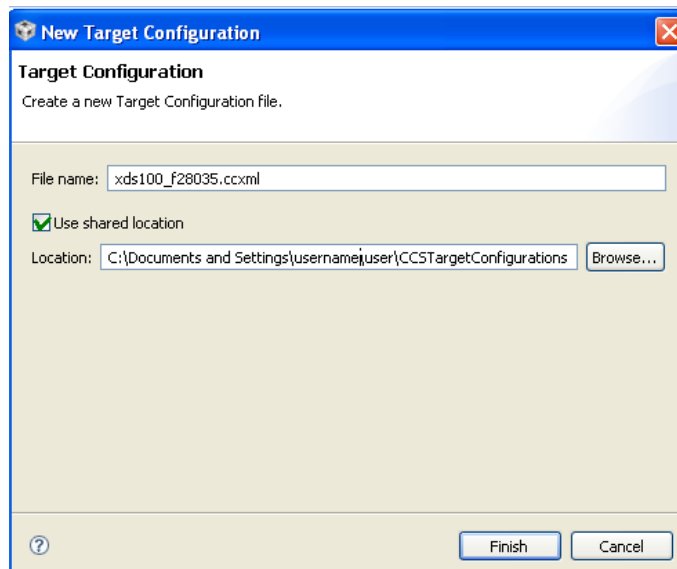 New Target Configuration
Target Configuration
Create a new Target Configuration file.
File name: xds100_f28035.ccxml
Use shared location
Location: C:\Documents and Settings\username\user\CCSTargetConfigurations Browse...
? Finish Cancel